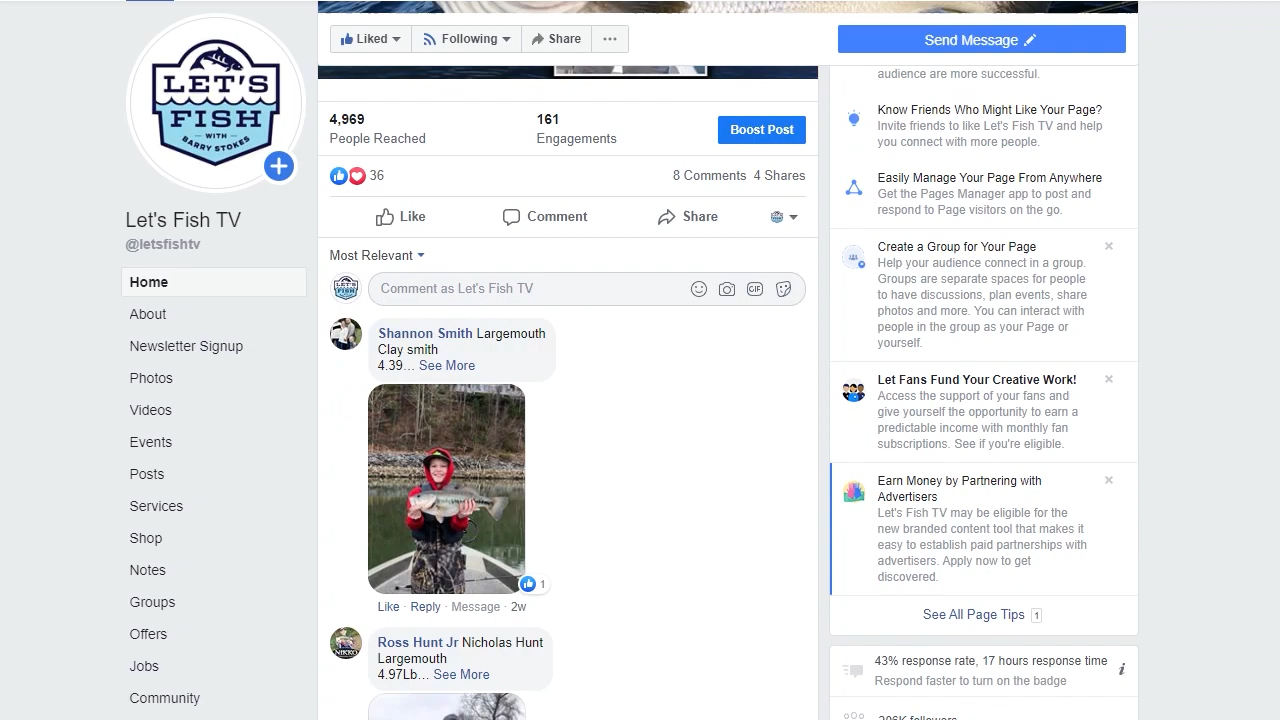 LET'S
FISH
WITH
BARRY STOKES
Let's Fish TV
@letsfishtv
Home
About
Newsletter Signup
Photos
Videos
Events
Posts
Services
Shop
Notes
Groups
Offers
Jobs
Community
Liked
Following
Share
4,969
People Reached
161
Engagements
Boost Post
36
8 Comments 4 Shares
Like
Comment
Share
Most Relevant
LET'S
FISH
Comment as Let's Fish TV
GIF
Shannon Smith Largemouth
Clay smith
4.39... See More
1
Like · Reply · Message · 2w
NIKKO
Ross Hunt Jr Nicholas Hunt
Largemouth
4.97Lb... See More
Send Message
audience are more successful.
Know Friends Who Might Like Your Page?
Invite friends to like Let's Fish TV and help
you connect with more people.
Easily Manage Your Page From Anywhere
Get the Pages Manager app to post and
respond to Page visitors on the go.
Create a Group for Your Page
Help your audience connect in a group.
Groups are separate spaces for people
to have discussions, plan events, share
photos and more. You can interact with
people in the group as your Page or
yourself.
Let Fans Fund Your Creative Work!
Access the support of your fans and
give yourself the opportunity to earn a
predictable income with monthly fan
subscriptions. See if you're eligible.
Earn Money by Partnering with
Advertisers
Let's Fish TV may be eligible for the
new branded content tool that makes it
easy to establish paid partnerships with
advertisers. Apply now to get
discovered.
See All Page Tips 1
43% response rate, 17 hours response time
Respond faster to turn on the badge
206K followers